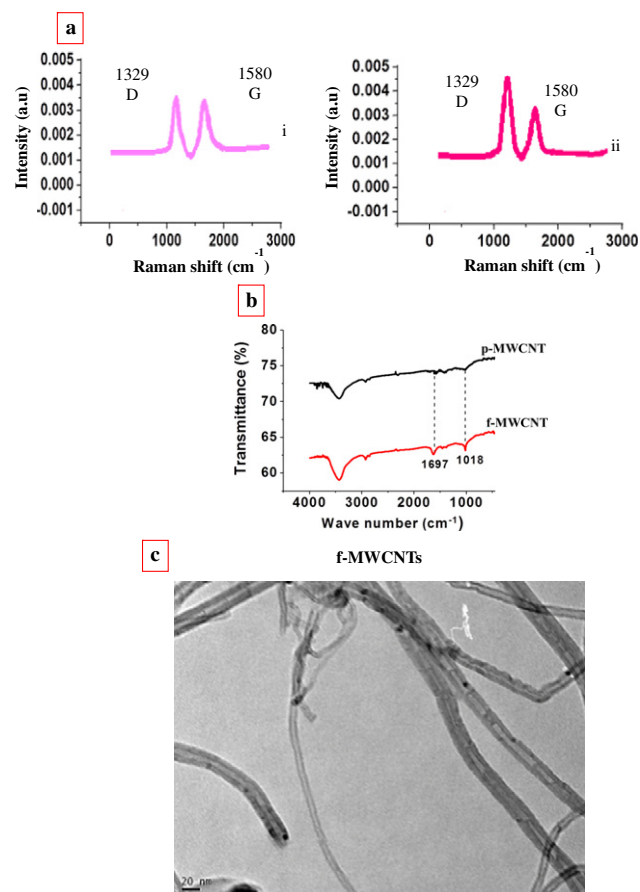 a
0.005
0.004
0.003
0.002
0.001
0.000
-0.001
Intensity (a.u)
1329
D
1580
G
i
0 1000 2000 3000
Raman shift (cm⁻¹)
0.005
0.004
0.003
0.002
0.001
0.000
-0.001
Intensity (a.u)
1329
D
1580
G
ii
0 1000 2000 3000
Raman shift (cm⁻¹)
b
80
75
70
65
60
Transmittance (%)
p-MWCNT
f-MWCNT
1697 1018
4000 3000 2000 1000
Wave number (cm⁻¹)
c
f-MWCNTs
20 nm